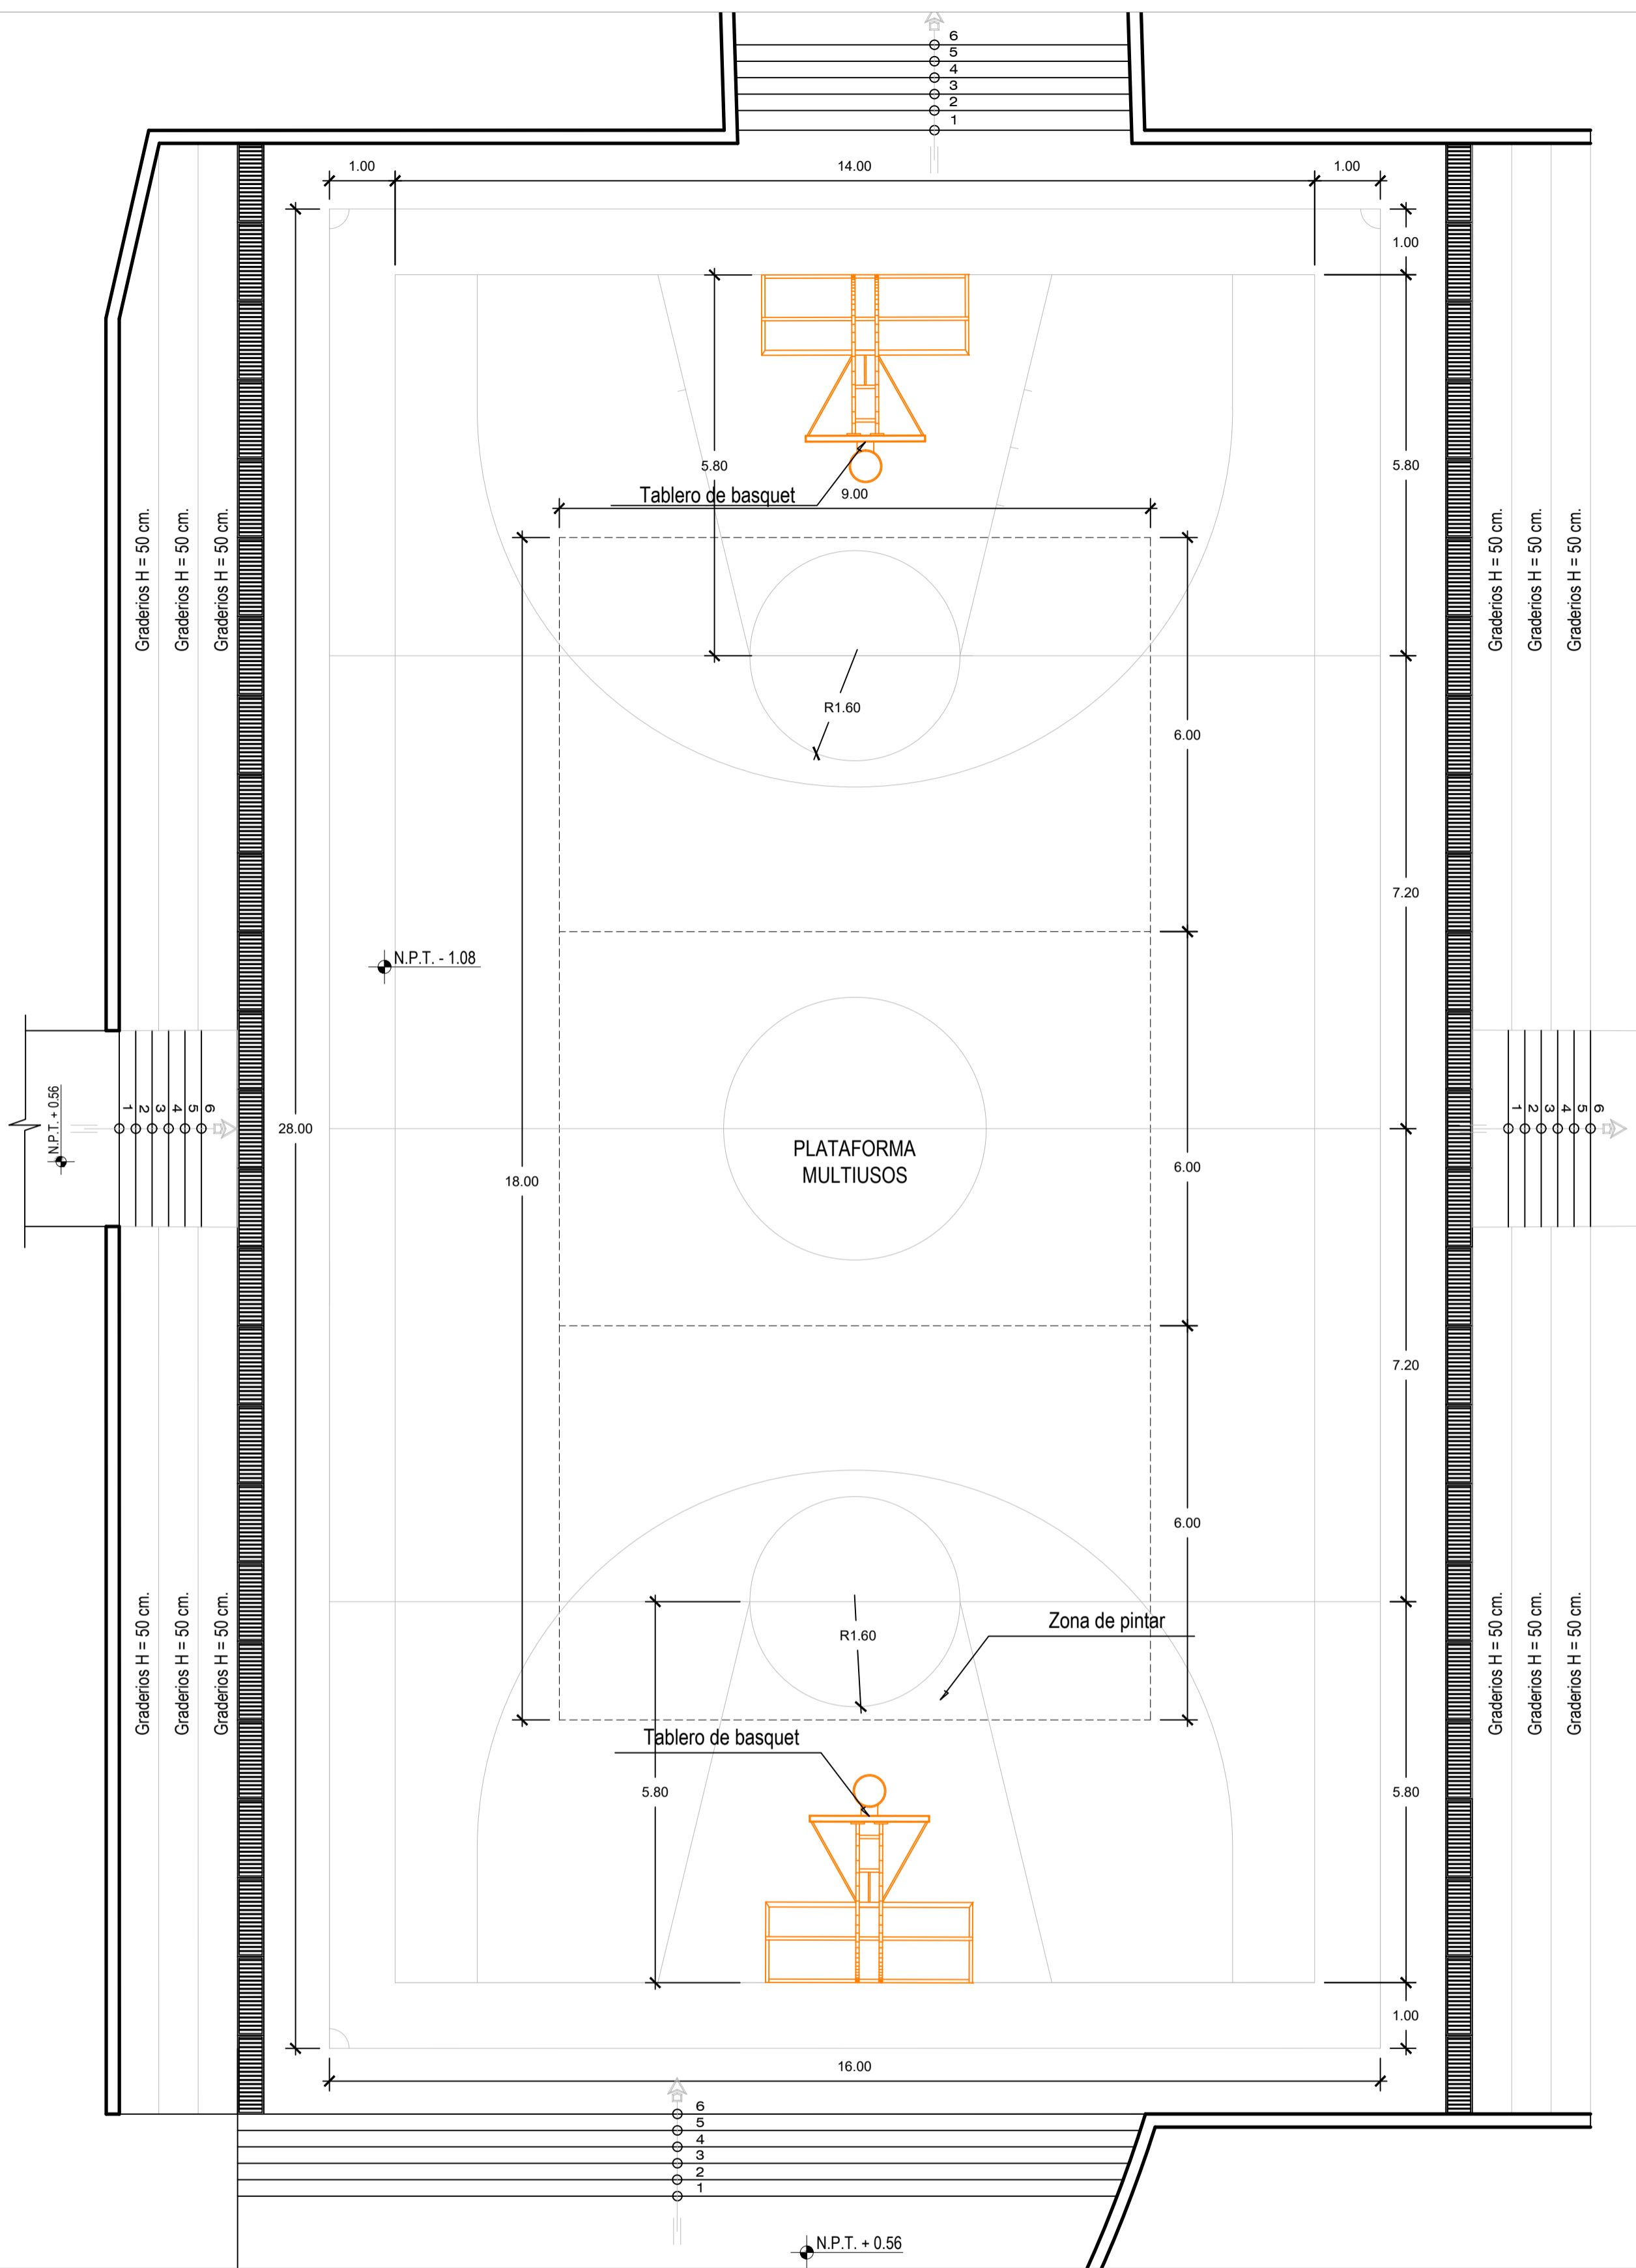 6
5
4
3
2
1
1.00
14.00
1.00
1.00
5.80
5.80
Tablero de basquet
9.00
Graderios H = 50 cm.
Graderios H = 50 cm.
Graderios H = 50 cm.
Graderios H = 50 cm.
Graderios H = 50 cm.
Graderios H = 50 cm.
R1.60
6.00
7.20
N.P.T. - 1.08
N.P.T. + 0.56
1
2
3
4
5
6
28.00
PLATAFORMA
MULTIUSOS
18.00
6.00
1
2
3
4
5
6
7.20
6.00
Graderios H = 50 cm.
Graderios H = 50 cm.
Graderios H = 50 cm.
Zona de pintar
R1.60
Graderios H = 50 cm.
Graderios H = 50 cm.
Graderios H = 50 cm.
Tablero de basquet
5.80
5.80
1.00
16.00
6
5
4
3
2
1
N.P.T. + 0.56